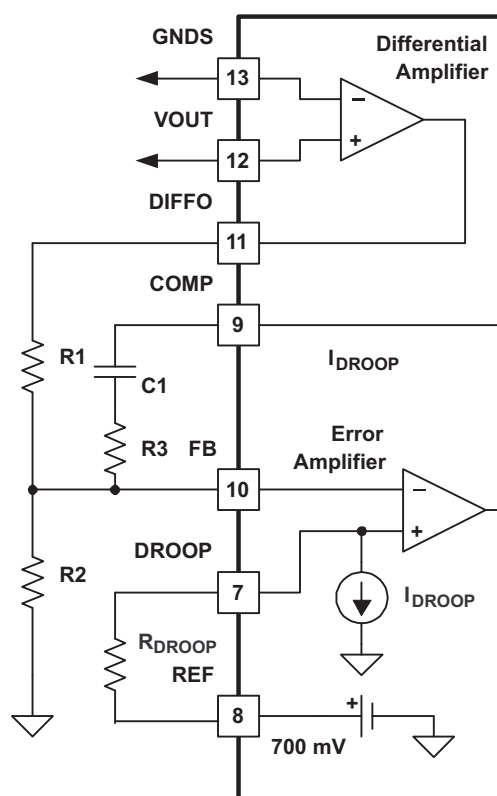 GNDS
Differential
Amplifier
13
VOUT
12
DIFFO
11
COMP
9
R1
C1
IDROOP
R3
FB
Error
Amplifier
10
DROOP
R2
7
IDROOP
RDROOP
REF
8
700 mV